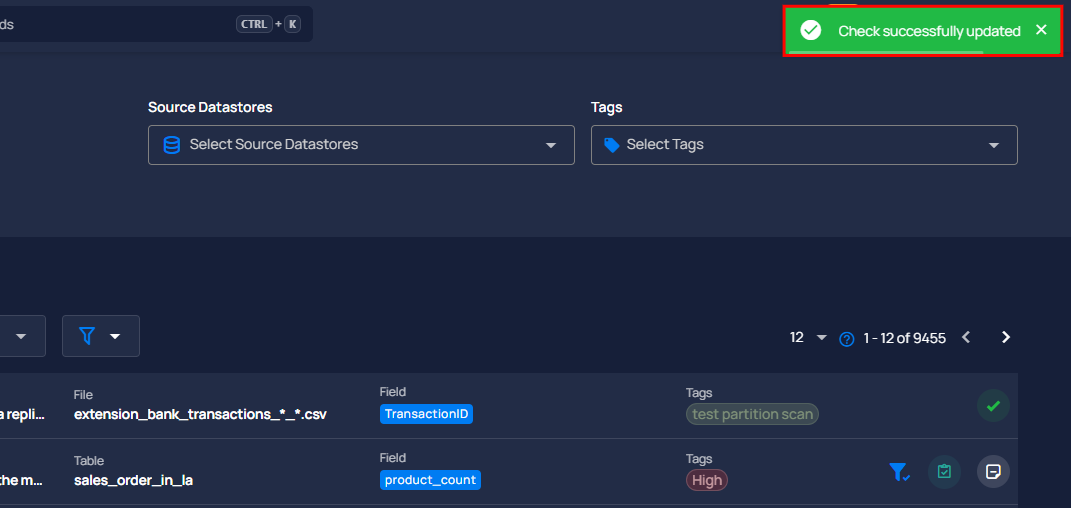 ds CTRL + K
Check successfully updated
Source Datastores
Tags
Select Source Datastores
Select Tags
12 1 - 12 of 9455
File
Field
Tags
a repli... extension_bank_transactions_*_*.csv TransactionID test partition scan
Table
Field
Tags
the m... sales_order_in_la product_count High